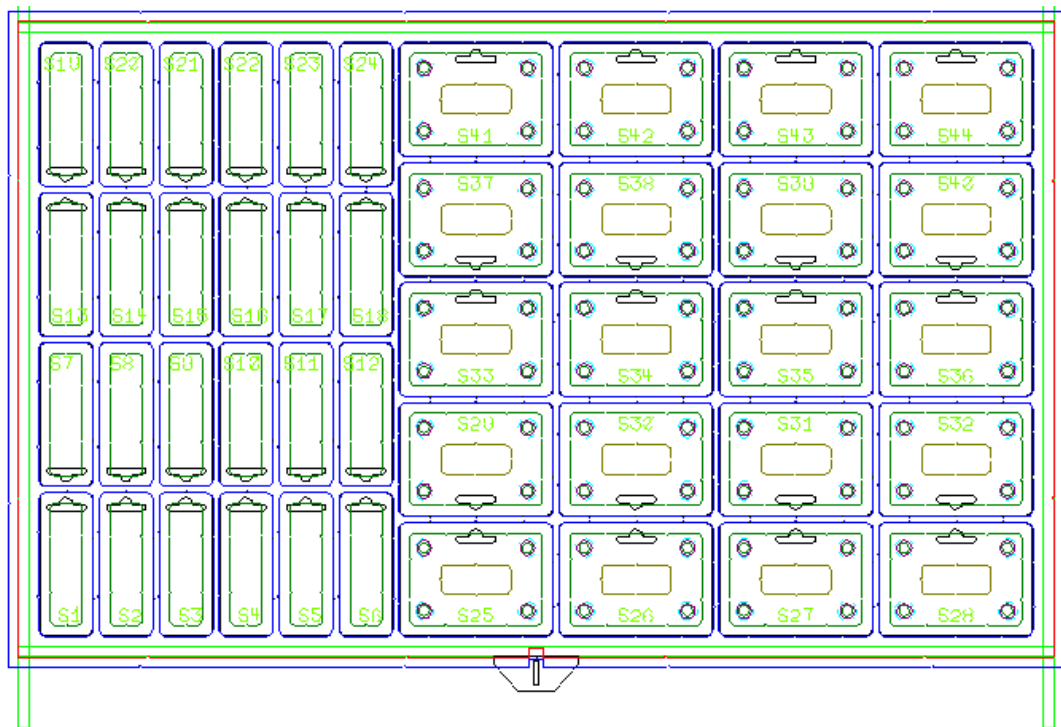 S19 S20 S21 S22 S23 S24
S41 S42 S43 S44
S37 S38 S39 S40
S13 S14 S15 S16 S17 S18
S7 S8 S9 S10 S11 S12
S33 S34 S35 S36
S29 S30 S31 S32
S1 S2 S3 S4 S5 S6 S25 S26 S27 S28